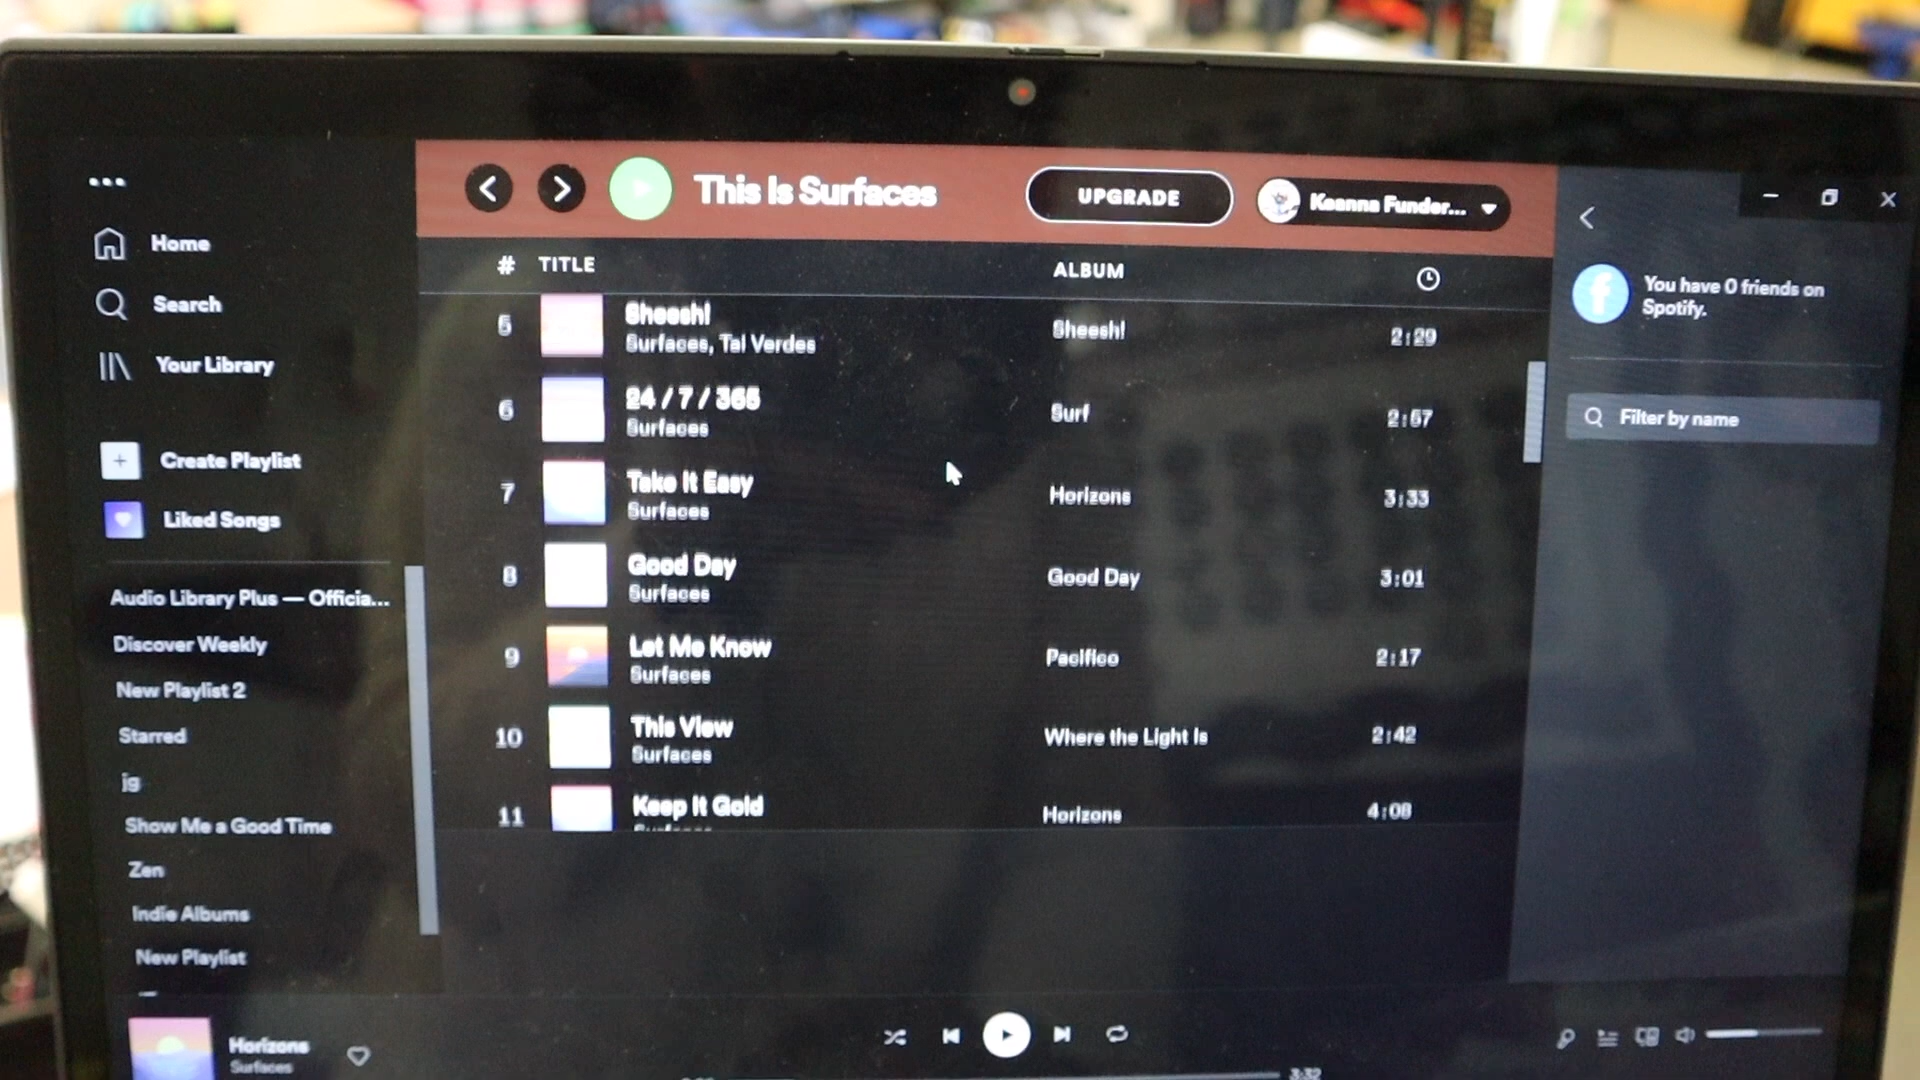 This Is Surfaces
UPGRADE
Keanna Funder...
Home
Search
Your Library
Create Playlist
Liked Songs
Audio Library Plus — Officia...
Discover Weekly
New Playlist 2
Starred
jg
Show Me a Good Time
Zen
Indie Albums
New Playlist
# TITLE ALBUM
5 Sheesh! Sheesh! 2:29
Surfaces, Tai Verdes
6 24 / 7 / 365 Surf 2:57
Surfaces
7 Take It Easy Horizons 3:33
Surfaces
8 Good Day Good Day 3:01
Surfaces
9 Let Me Know Pacifico 2:17
Surfaces
10 This View Where the Light Is 2:42
Surfaces
11 Keep It Gold Horizons 4:08
Surfaces
You have 0 friends on
Spotify.
Filter by name
Horizons
Surfaces
3:32